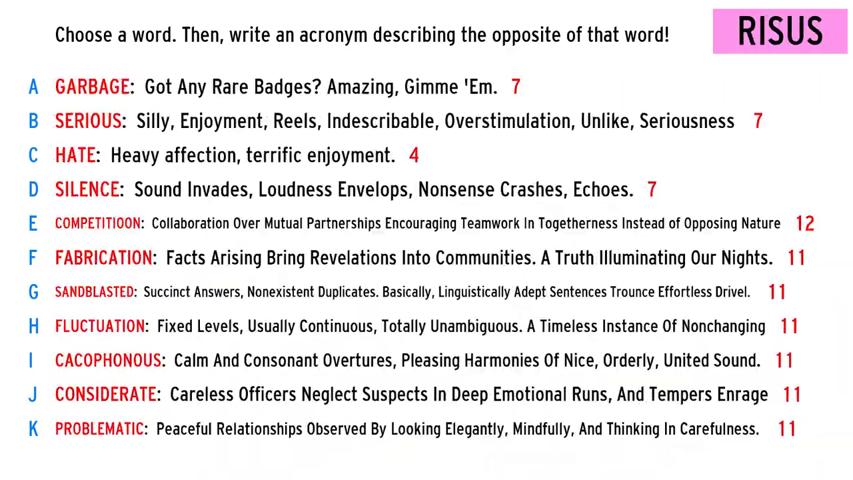 Choose a word. Then, write an acronym describing the opposite of that word!
RISUS
A GARBAGE: Got Any Rare Badges? Amazing, Gimme 'Em. 7
B SERIOUS: Silly, Enjoyment, Reels, Indescribable, Overstimulation, Unlike, Seriousness 7
C HATE: Heavy affection, terrific enjoyment. 4
D SILENCE: Sound Invades, Loudness Envelops, Nonsense Crashes, Echoes. 7
E COMPETITIOON: Collaboration Over Mutual Partnerships Encouraging Teamwork In Togetherness Instead of Opposing Nature 12
F FABRICATION: Facts Arising Bring Revelations Into Communities. A Truth Illuminating Our Nights. 11
G SANDBLASTED: Succinct Answers, Nonexistent Duplicates. Basically, Linguistically Adept Sentences Trounce Effortless Drivel. 11
H FLUCTUATION: Fixed Levels, Usually Continuous, Totally Unambiguous. A Timeless Instance Of Nonchanging 11
I CACOPHONOUS: Calm And Consonant Overtures, Pleasing Harmonies Of Nice, Orderly, United Sound. 11
J CONSIDERATE: Careless Officers Neglect Suspects In Deep Emotional Runs, And Tempers Enrage 11
K PROBLEMATIC: Peaceful Relationships Observed By Looking Elegantly, Mindfully, And Thinking In Carefulness. 11